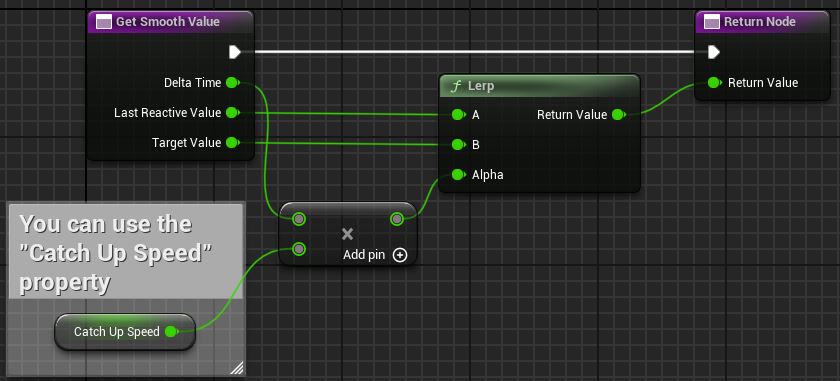 Get Smooth Value
Delta Time
Last Reactive Value
Target Value
Lerp
A
Return Value
B
Alpha
Return Node
Return Value
Add pin
You can use the
"Catch Up Speed"
property
Catch Up Speed